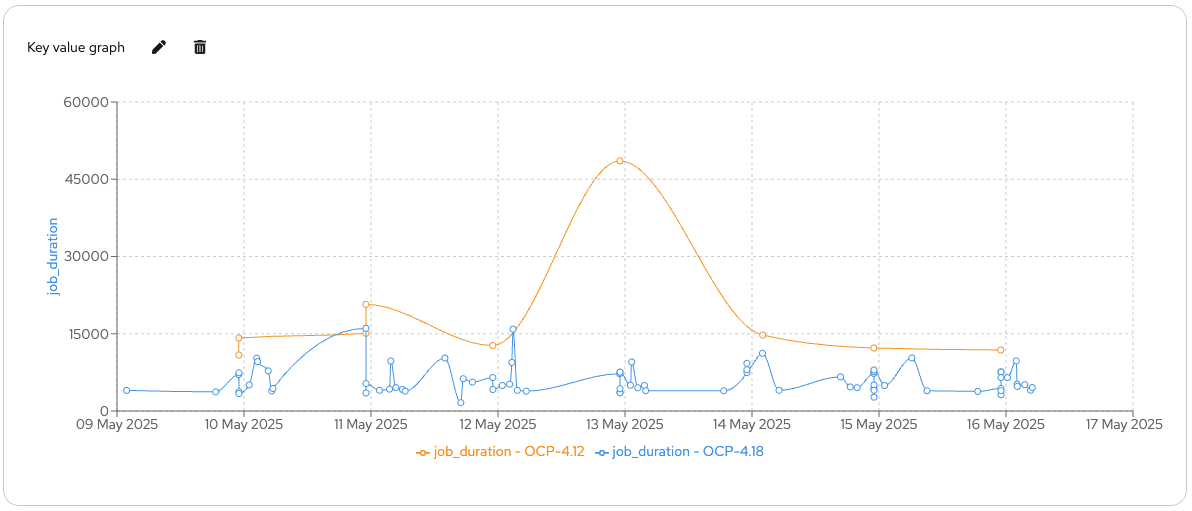 Key value graph
60000
45000
30000
15000
0
job_duration
09 May 2025 10 May 2025 11 May 2025 12 May 2025 13 May 2025 14 May 2025 15 May 2025 16 May 2025 17 May 2025
job_duration - OCP-4.12 job_duration - OCP-4.18